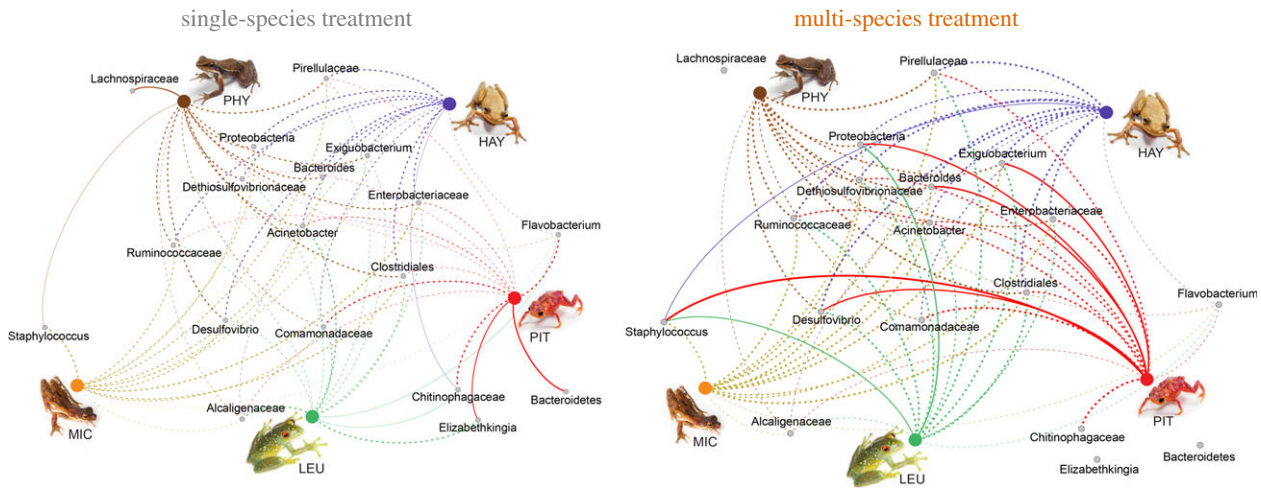 single-species treatment
Lachnospiraceae
PHY
Pirellulaceae
HAY
Proteobacteria
Exiguobacterium
Bacteroides
Dethiosulfovibrionaceae
Enterobacteriaceae
Flavobacterium
Acinetobacter
Ruminococcaceae
Clostridiales
Staphylococcus
Desulfovibrio
Comamonadaceae
PIT
MIC
Alcaligenaceae
Chitinophagaceae
Bacteroidetes
Elizabethkingia
LEU
multi-species treatment
Lachnospiraceae
PHY
Pirellulaceae
HAY
Proteobacteria
Exiguobacterium
Bacteroides
Dethiosulfovibrionaceae
Enterobacteriaceae
Ruminococcaceae
Acinetobacter
Clostridiales
Flavobacterium
Staphylococcus
Desulfovibrio
Comamonadaceae
PIT
MIC
Alcaligenaceae
Chitinophagaceae
Bacteroidetes
Elizabethkingia
LEU